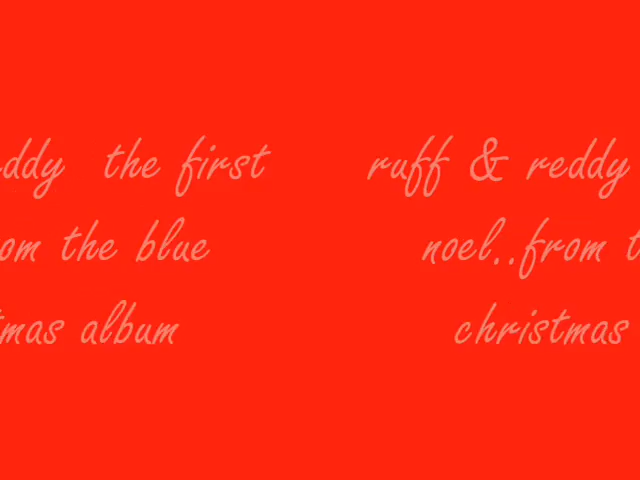 ddy the first ruff & reddy
om the blue noel..from t
tmas album christmas